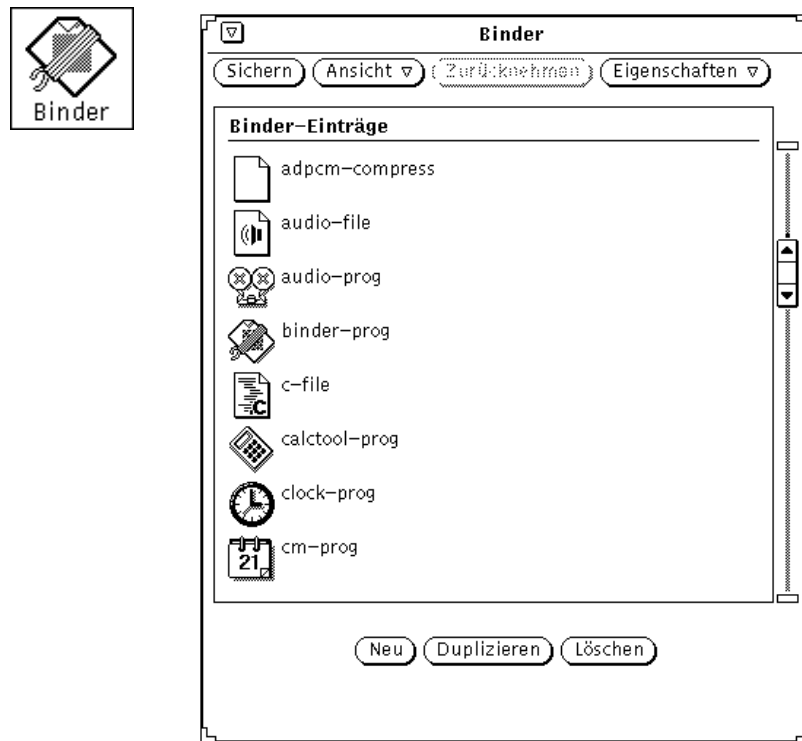 Binder
Binder
Sichern Ansicht Zurücknehmen Eigenschaften
Binder-Einträge
adpcm-compress
audio-file
audio-prog
binder-prog
c-file
C
calctool-prog
clock-prog
cm-prog
21
Neu Duplizieren Löschen